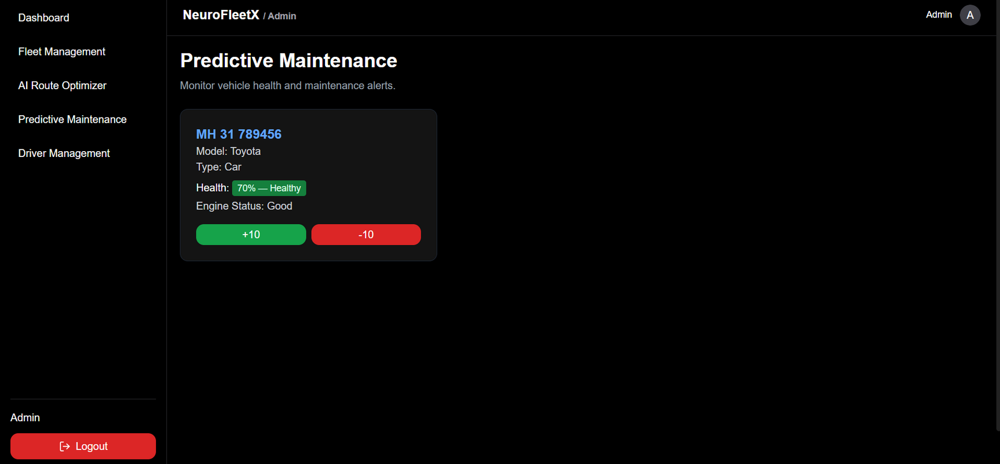 Dashboard
Fleet Management
AI Route Optimizer
Predictive Maintenance
Driver Management
Admin
Logout
NeuroFleetX / Admin
Admin A
Predictive Maintenance
Monitor vehicle health and maintenance alerts.
MH 31 789456
Model: Toyota
Type: Car
Health: 70% — Healthy
Engine Status: Good
+10 -10